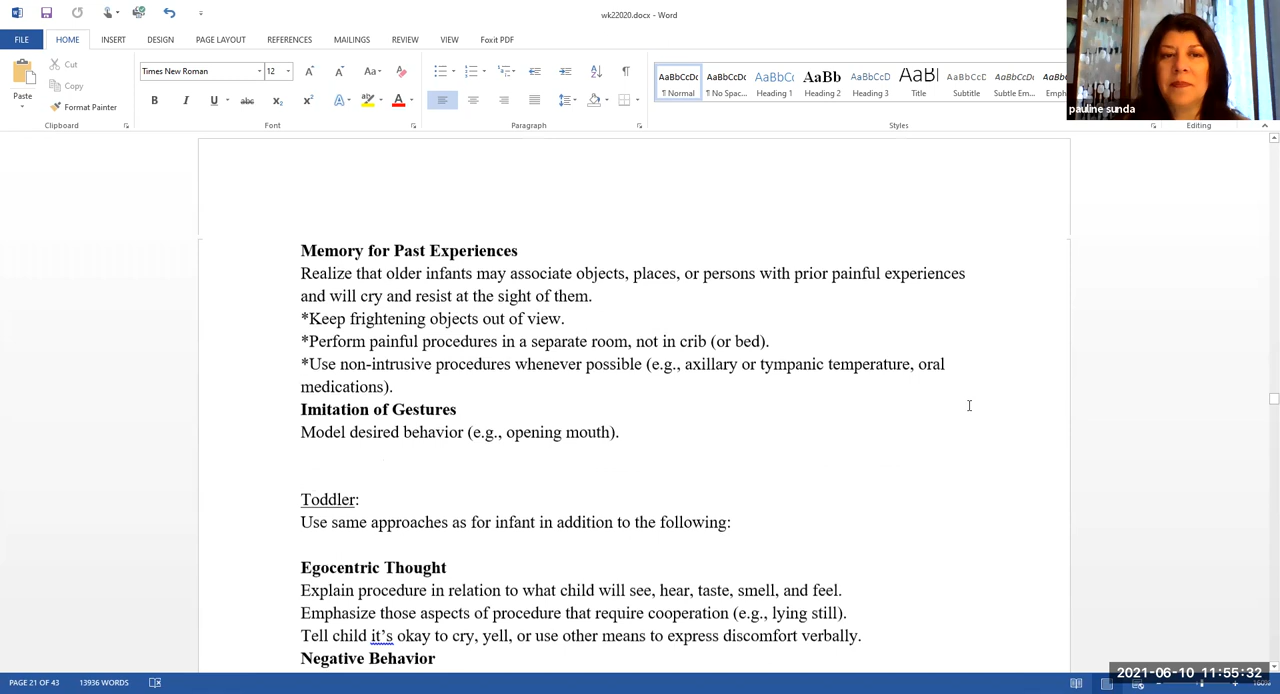 wk22020.docx - Word
FILE HOME INSERT DESIGN PAGE LAYOUT REFERENCES MAILINGS REVIEW VIEW Foxit PDF
Paste
Cut
Copy
Format Painter
Clipboard
Times New Roman 12
Font
Paragraph
AaBbCcDc AaBbCcDc AaBbCc AaBbCc AaBbCcD AaBl AaBbCcD AaBbCcDc
¶ Normal ¶ No Spac... Heading 1 Heading 2 Heading 3 Title Subtitle Subtle Em...
Styles
Editing
pauline sunda
Memory for Past Experiences
Realize that older infants may associate objects, places, or persons with prior painful experiences
and will cry and resist at the sight of them.
*Keep frightening objects out of view.
*Perform painful procedures in a separate room, not in crib (or bed).
*Use non-intrusive procedures whenever possible (e.g., axillary or tympanic temperature, oral
medications).
Imitation of Gestures
Model desired behavior (e.g., opening mouth).
Toddler:
Use same approaches as for infant in addition to the following:
Egocentric Thought
Explain procedure in relation to what child will see, hear, taste, smell, and feel.
Emphasize those aspects of procedure that require cooperation (e.g., lying still).
Tell child it's okay to cry, yell, or use other means to express discomfort verbally.
Negative Behavior
PAGE 21 OF 43 13936 WORDS
2021-06-10 11:55:32